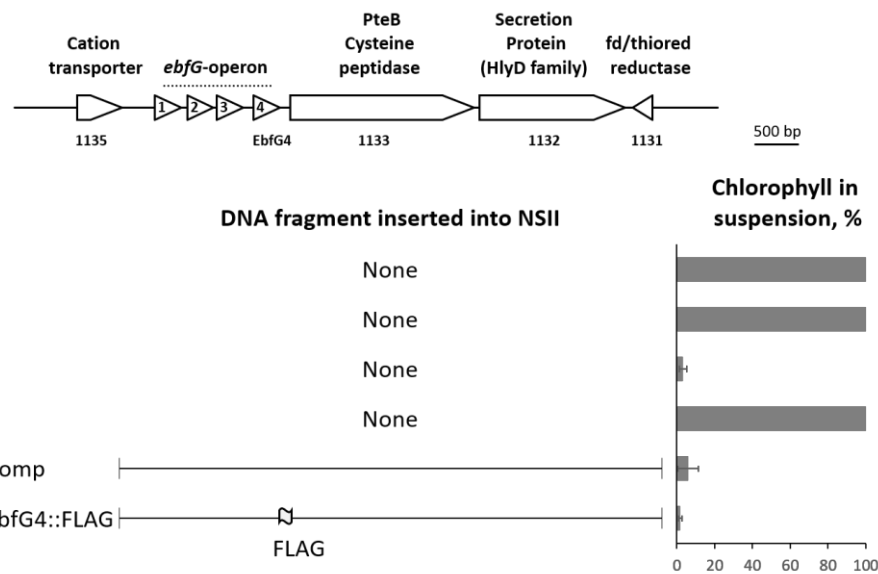 PteB
Cysteine
peptidase
Secretion
Protein
(HlyD family)
Cation
transporter
ebfG-operon
fd/thiored
reductase
1 2 3 4
1135 EbfG4 1133 1132 1131
500 bp
DNA fragment inserted into NSII
Chlorophyll in
suspension, %
None
None
None
None
omp
bfG4::FLAG
FLAG
0 20 40 60 80 100